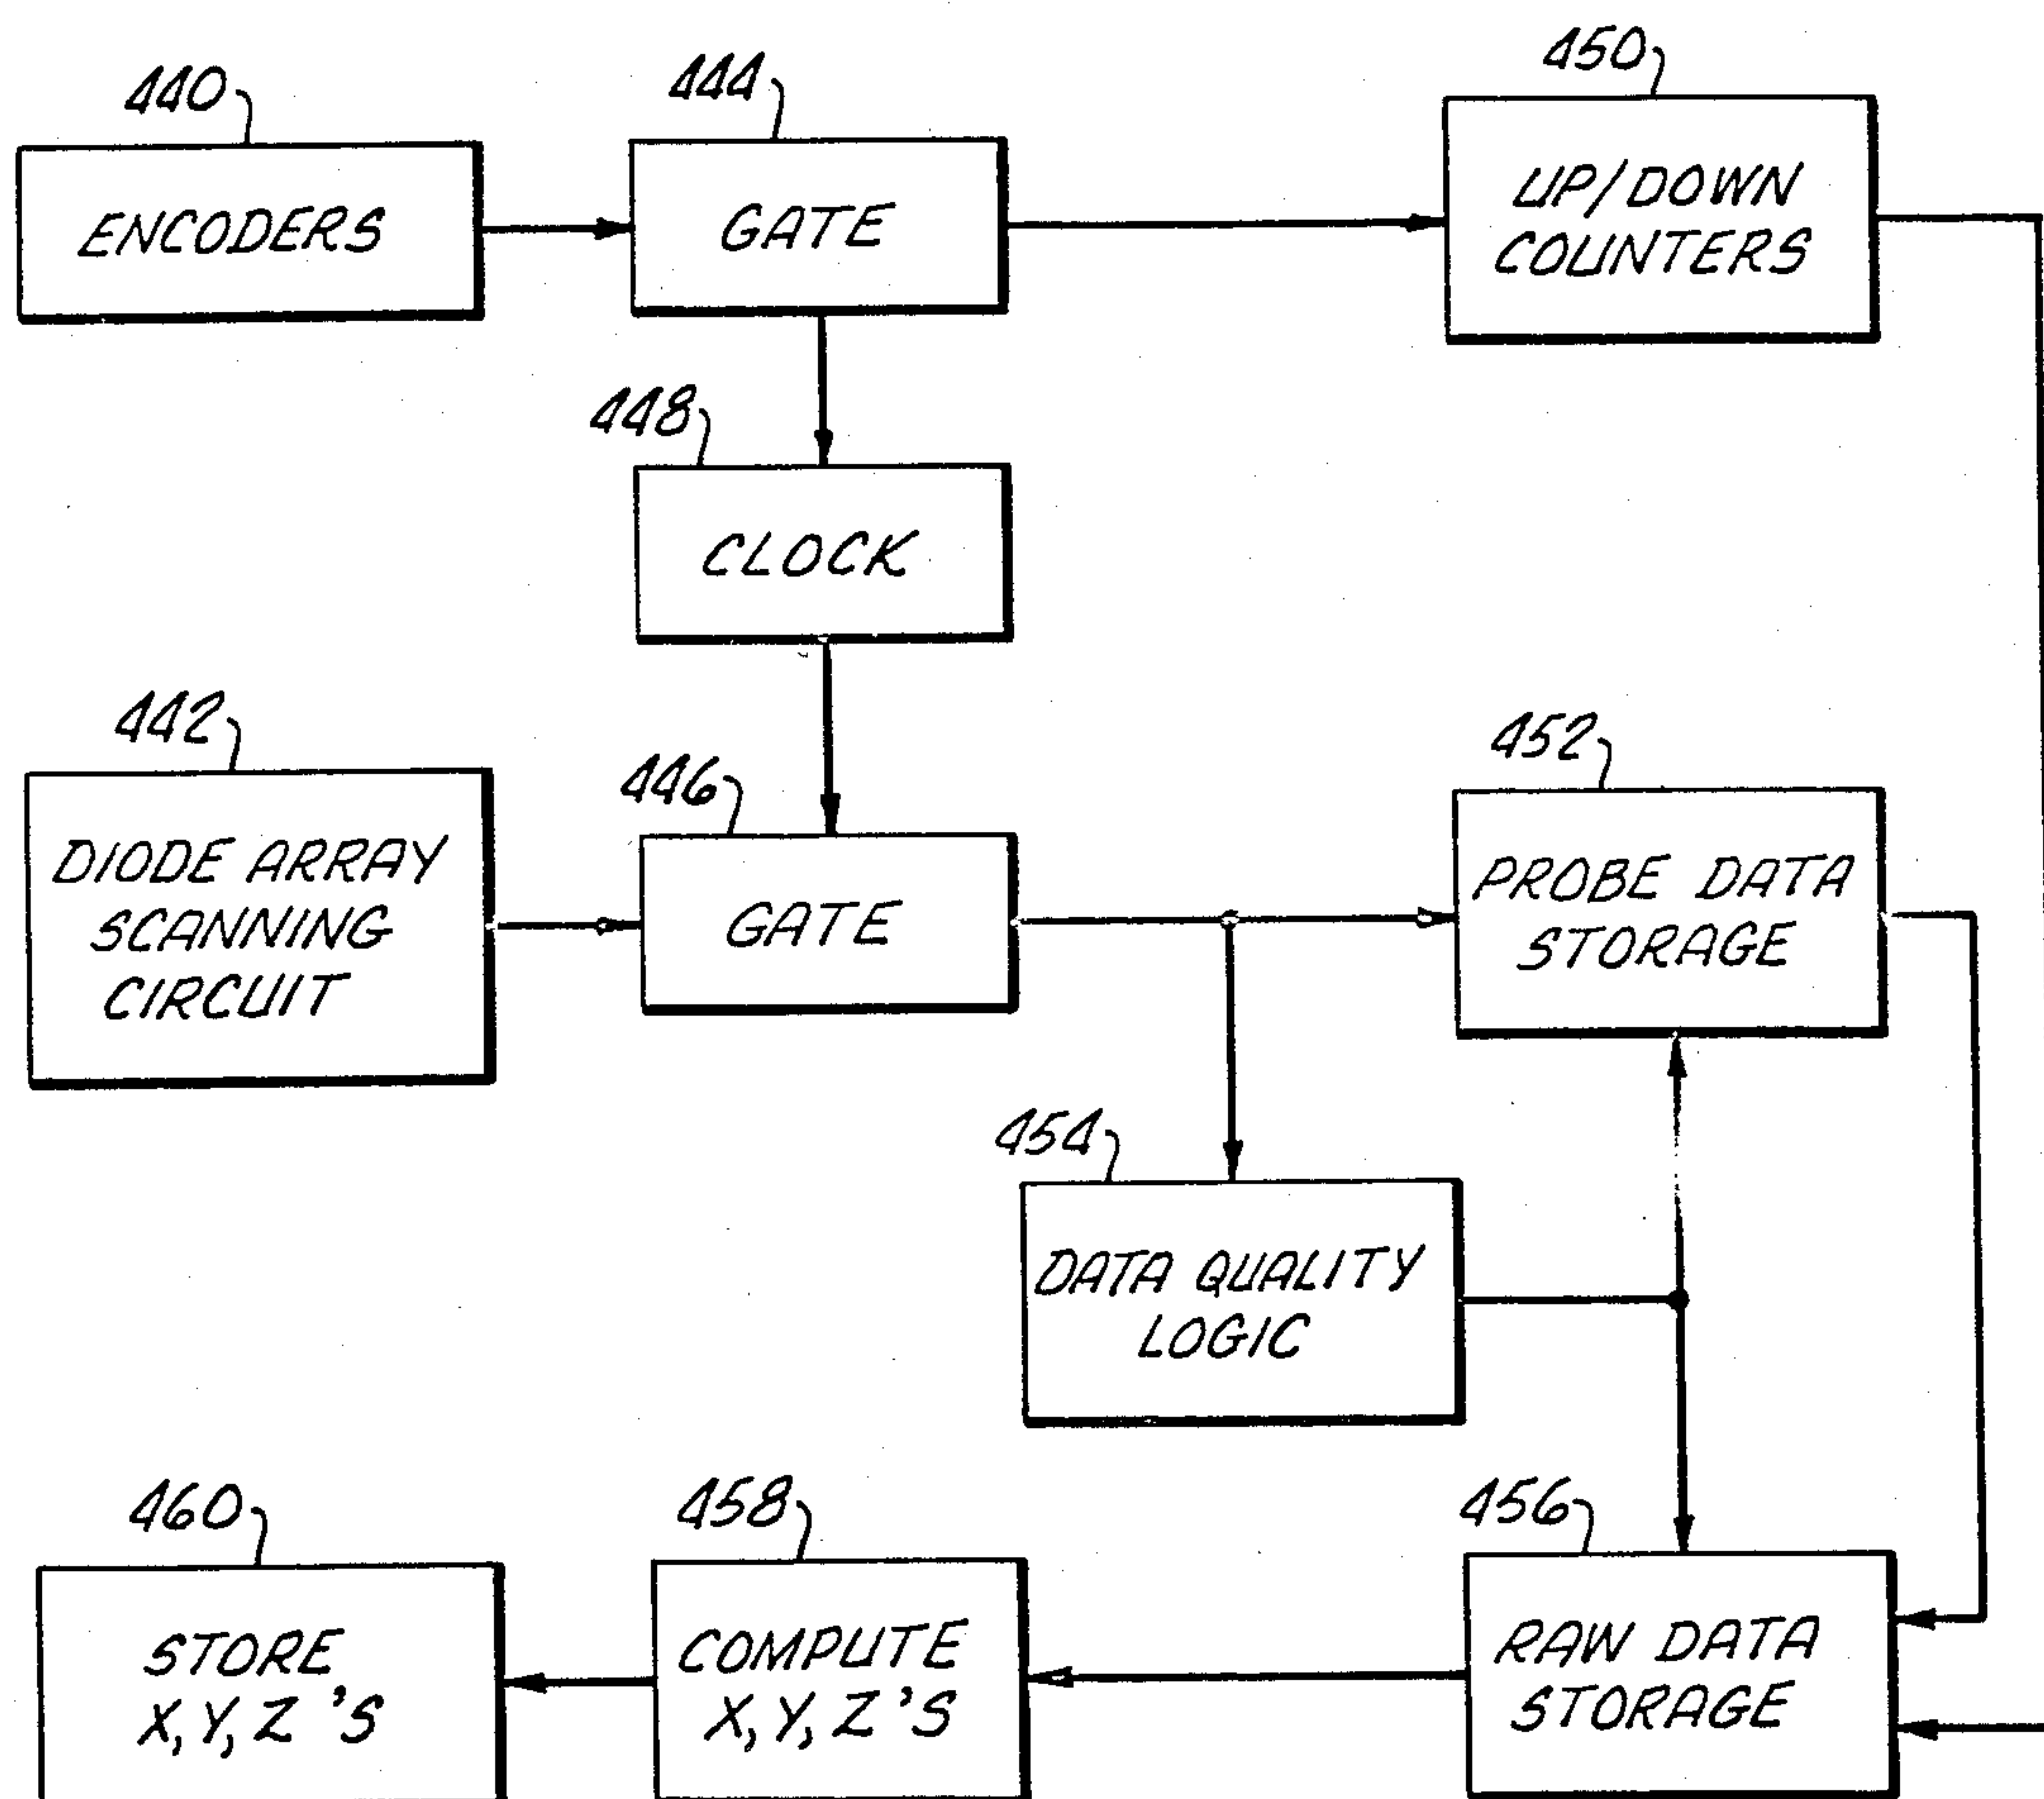 440
444
450
ENCODERS
GATE
UP/DOWN
COUNTERS
448
CLOCK
442
446
452
DIODE ARRAY
SCANNING
CIRCUIT
GATE
PROBE DATA
STORAGE
454
DATA QUALITY
LOGIC
460
458
456
STORE
X, Y, Z 'S
COMPUTE
X, Y, Z 'S
RAW DATA
STORAGE